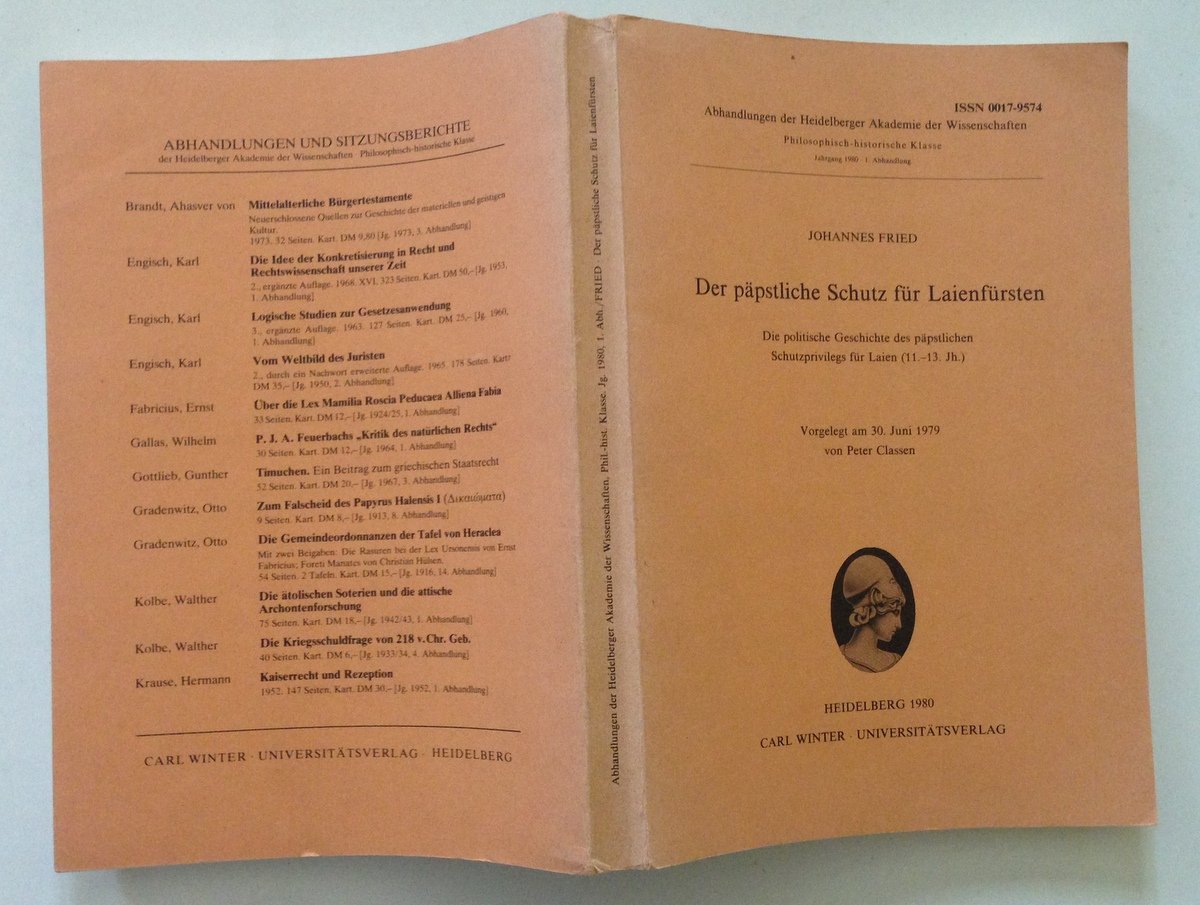 ABHANDLUNGEN UND SITZUNGSBERICHTE
der Heidelberger Akademie der Wissenschaften · Philosophisch-historische Klasse
Brandt, Ahasver von Mittelalterliche Bürgertestamente
Neuerschlossene Quellen zur Geschichte der materiellen und geistigen
Kultur.
1973. 32 Seiten. Kart. DM 9,80 [Jg. 1973, 3. Abhandlung]
Engisch, Karl Die Idee der Konkretisierung in Recht und
Rechtswissenschaft unserer Zeit
2., ergänzte Auflage. 1968. XVI, 323 Seiten. Kart. DM 50,– [Jg. 1953,
1. Abhandlung]
Engisch, Karl Logische Studien zur Gesetzesanwendung
3., ergänzte Auflage. 1963. 127 Seiten. Kart. DM 25,– [Jg. 1960,
1. Abhandlung]
Engisch, Karl Vom Weltbild des Juristen
2., durch ein Nachwort erweiterte Auflage. 1965. 178 Seiten. Kart.
DM 35,– [Jg. 1950, 2. Abhandlung]
Fabricius, Ernst Über die Lex Mamilia Roscia Peducaea Alliena Fabia
33 Seiten. Kart. DM 12,– [Jg. 1924/25, 1. Abhandlung]
Gallas, Wilhelm P. J. A. Feuerbachs „Kritik des natürlichen Rechts“
30 Seiten. Kart. DM 12,– [Jg. 1964, 1. Abhandlung]
Gottlieb, Gunther Timuchen. Ein Beitrag zum griechischen Staatsrecht
52 Seiten. Kart. DM 20,– [Jg. 1967, 3. Abhandlung]
Gradenwitz, Otto Zum Falscheid des Papyrus Halensis I (Δικαιώματα)
9 Seiten. Kart. DM 8,– [Jg. 1913, 8. Abhandlung]
Gradenwitz, Otto Die Gemeindeordonnanzen der Tafel von Heraclea
Mit zwei Beigaben: Die Rasuren bei der Lex Ursonensis von Ernst
Fabricius; Foreti Manates von Christian Hülsen.
54 Seiten. 2 Tafeln. Kart. DM 15,– [Jg. 1916, 14. Abhandlung]
Kolbe, Walther Die ätolischen Soterien und die attische
Archontenforschung
75 Seiten. Kart. DM 18,– [Jg. 1942/43, 1. Abhandlung]
Kolbe, Walther Die Kriegsschuldfrage von 218 v. Chr. Geb.
40 Seiten. Kart. DM 6,– [Jg. 1933/34, 4. Abhandlung]
Krause, Hermann Kaiserrecht und Rezeption
1952. 147 Seiten. Kart. DM 30,– [Jg. 1952, 1. Abhandlung]
CARL WINTER · UNIVERSITÄTSVERLAG · HEIDELBERG
Abhandlungen der Heidelberger Akademie der Wissenschaften, Phil.-hist. Klasse. Jg. 1980, 1. Abh./FRIED · Der päpstliche Schutz für Laienfürsten
ISSN 0017-9574
Abhandlungen der Heidelberger Akademie der Wissenschaften
Philosophisch-historische Klasse
Jahrgang 1980 · 1. Abhandlung
JOHANNES FRIED
Der päpstliche Schutz für Laienfürsten
Die politische Geschichte des päpstlichen
Schutzprivilegs für Laien (11.–13. Jh.)
Vorgelegt am 30. Juni 1979
von Peter Classen
HEIDELBERG 1980
CARL WINTER · UNIVERSITÄTSVERLAG